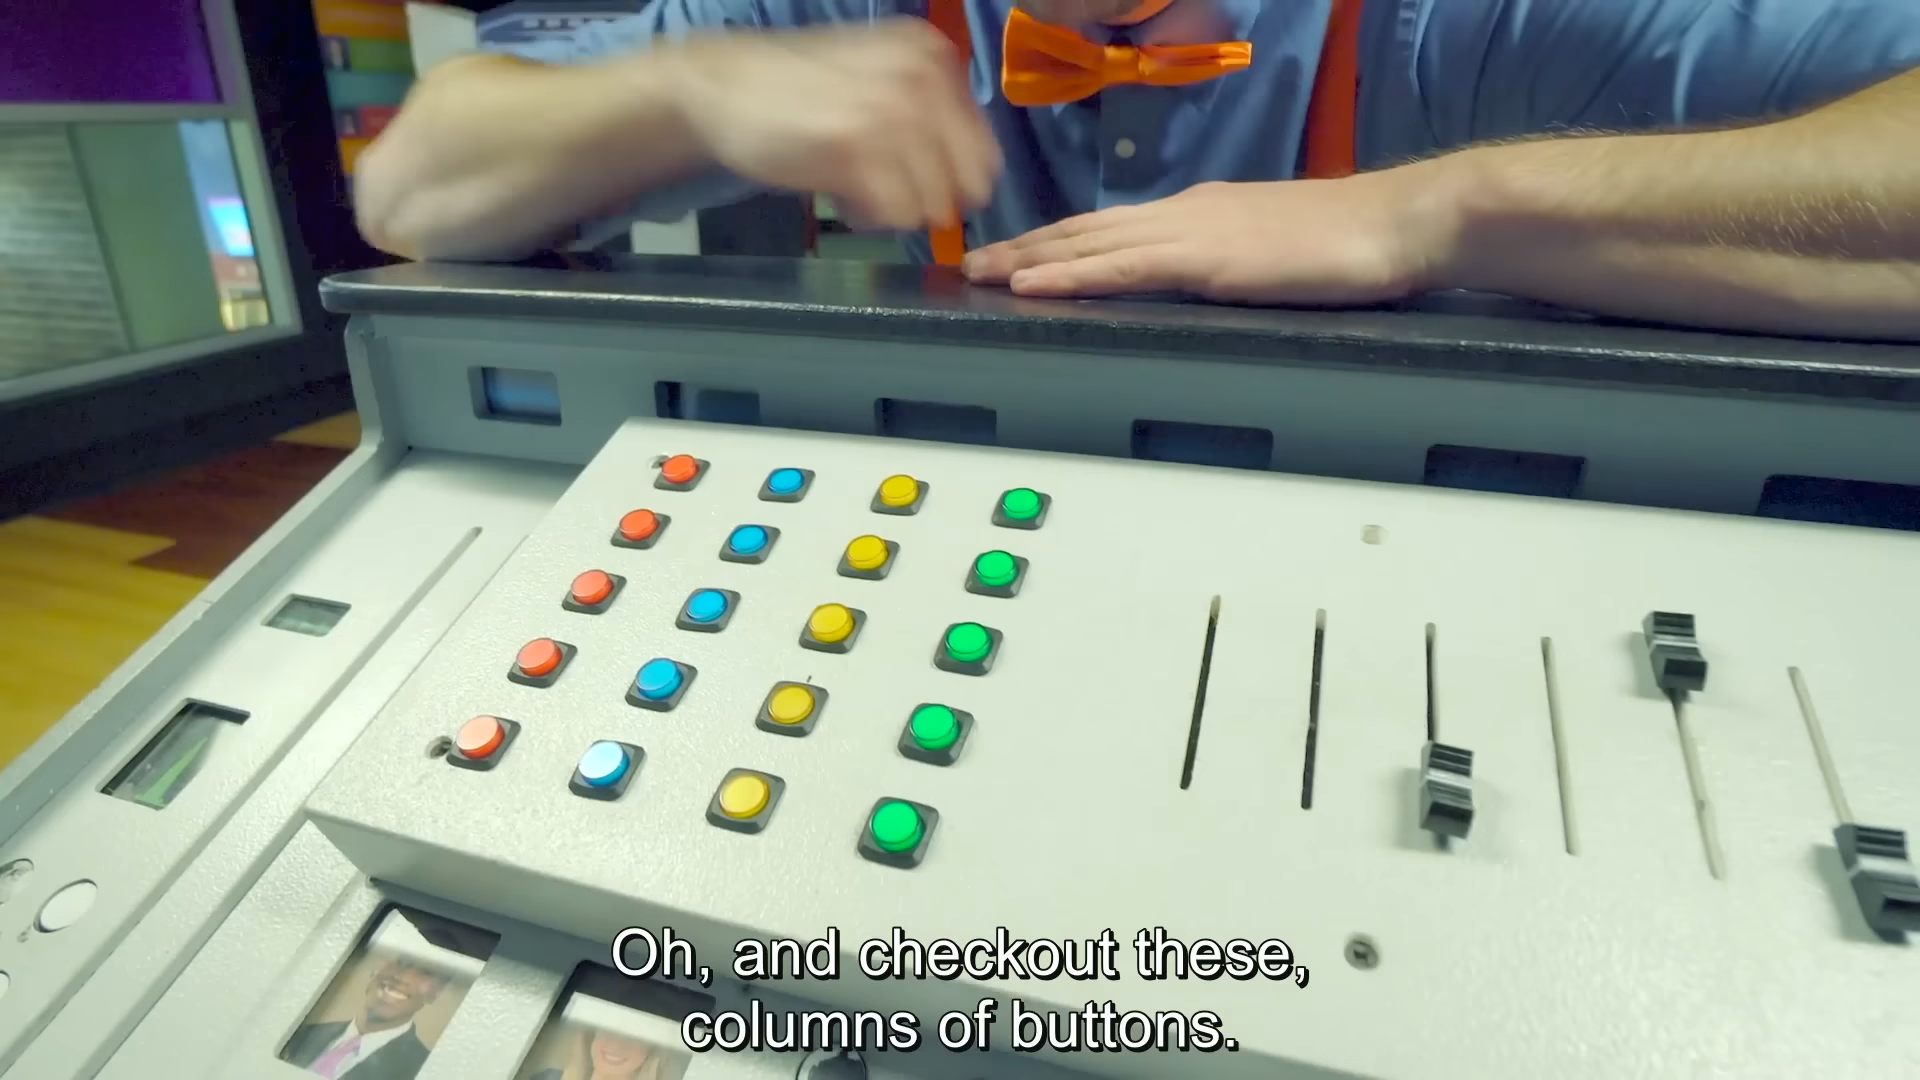 Oh, and checkout these,
columns of buttons.